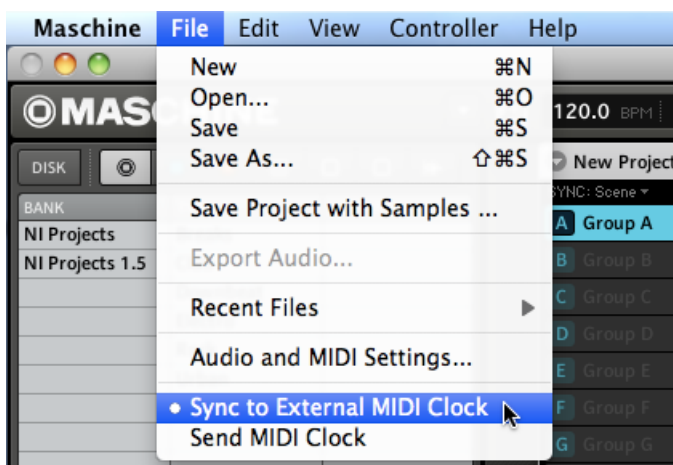 Maschine File Edit View Controller Help
New ⌘N
Open... ⌘O
Save ⌘S
Save As... ⇧⌘S
Save Project with Samples ...
Export Audio...
Recent Files
Audio and MIDI Settings...
• Sync to External MIDI Clock
Send MIDI Clock
MAS
DISK
BANK
NI Projects
NI Projects 1.5
120.0 BPM
New Project
SYNC: Scene
A Group A
B Group B
C Group C
D Group D
E Group E
F Group F
G Group G